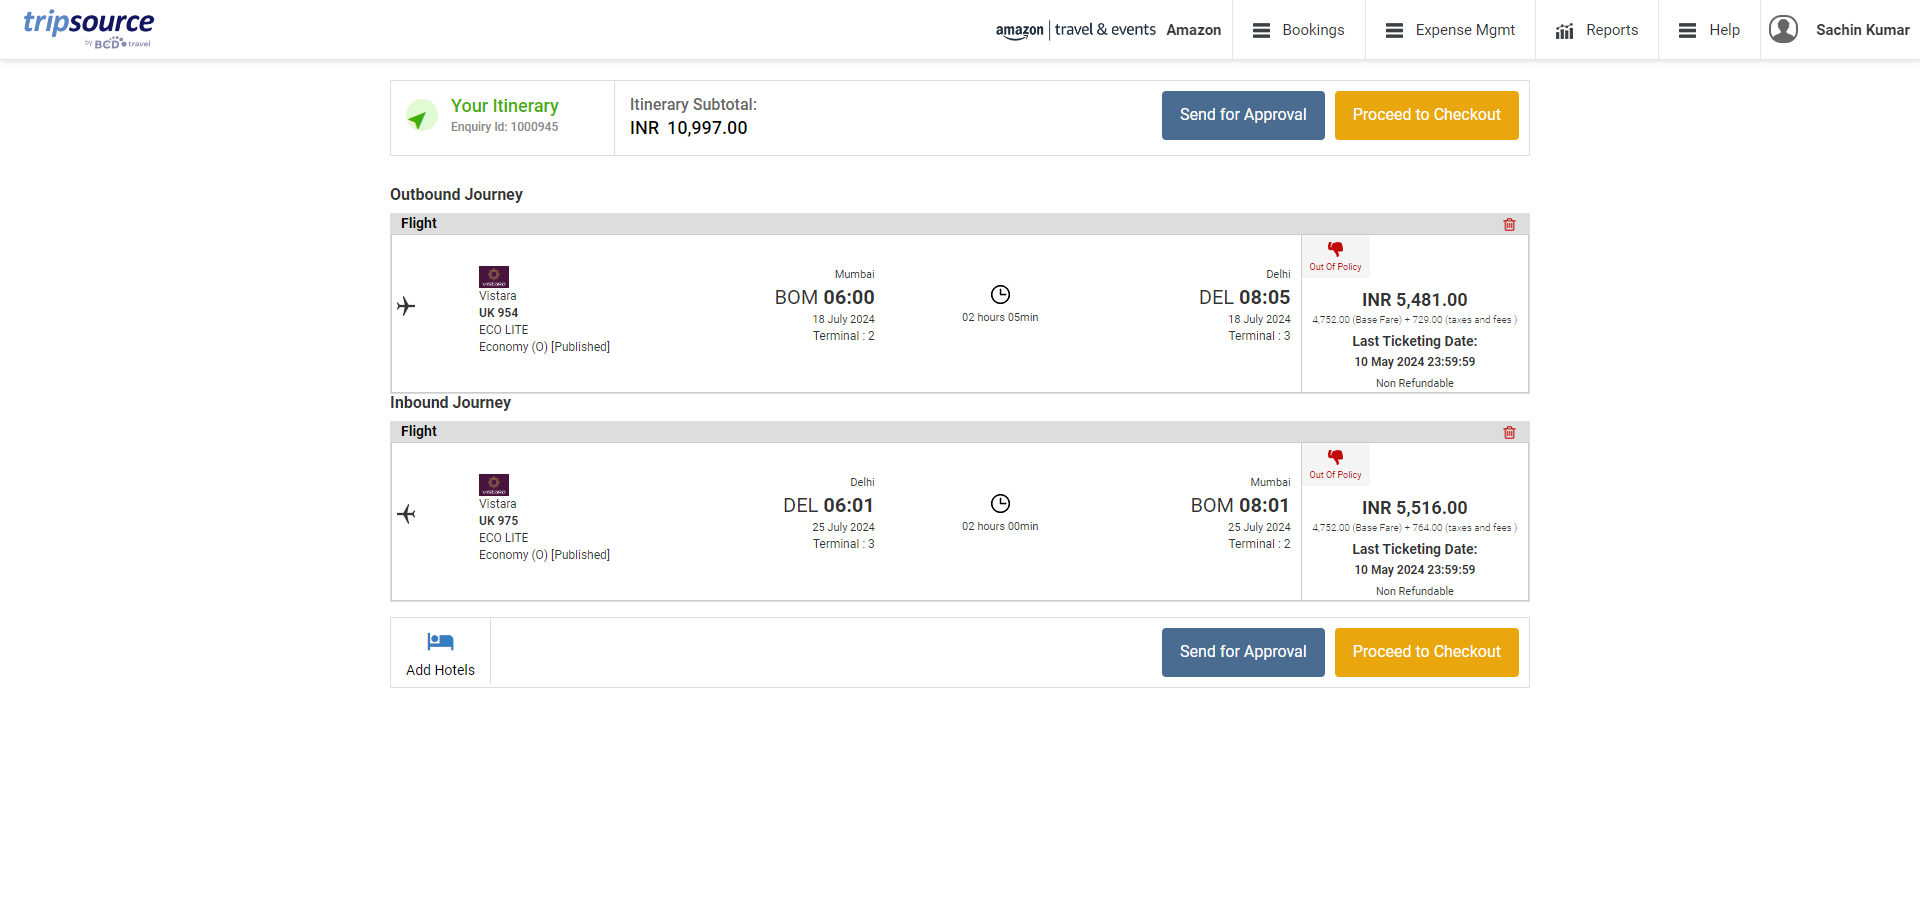 tripsource
by BCD travel
amazon | travel & events Amazon
Bookings
Expense Mgmt
Reports
Help
Sachin Kumar
Your Itinerary
Enquiry Id: 1000945
Itinerary Subtotal:
INR 10,997.00
Send for Approval
Proceed to Checkout
Outbound Journey
Flight
VISTARA
Vistara
UK 954
ECO LITE
Economy (O) [Published]
Mumbai
BOM 06:00
18 July 2024
Terminal : 2
02 hours 05min
Delhi
DEL 08:05
18 July 2024
Terminal : 3
Out Of Policy
INR 5,481.00
4,752.00 (Base Fare) + 729.00 (taxes and fees )
Last Ticketing Date:
10 May 2024 23:59:59
Non Refundable
Inbound Journey
Flight
VISTARA
Vistara
UK 975
ECO LITE
Economy (O) [Published]
Delhi
DEL 06:01
25 July 2024
Terminal : 3
02 hours 00min
Mumbai
BOM 08:01
25 July 2024
Terminal : 2
Out Of Policy
INR 5,516.00
4,752.00 (Base Fare) + 764.00 (taxes and fees )
Last Ticketing Date:
10 May 2024 23:59:59
Non Refundable
Add Hotels
Send for Approval
Proceed to Checkout